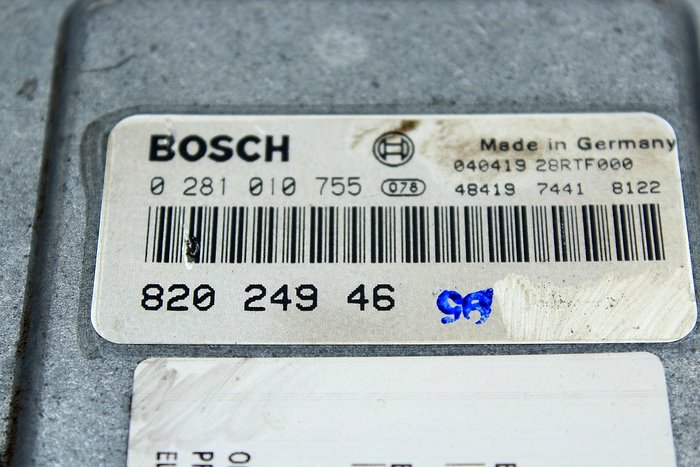 BOSCH
Made in Germany
040419 28RTF000
0 281 010 755 078 48419 7441 8122
820 249 46